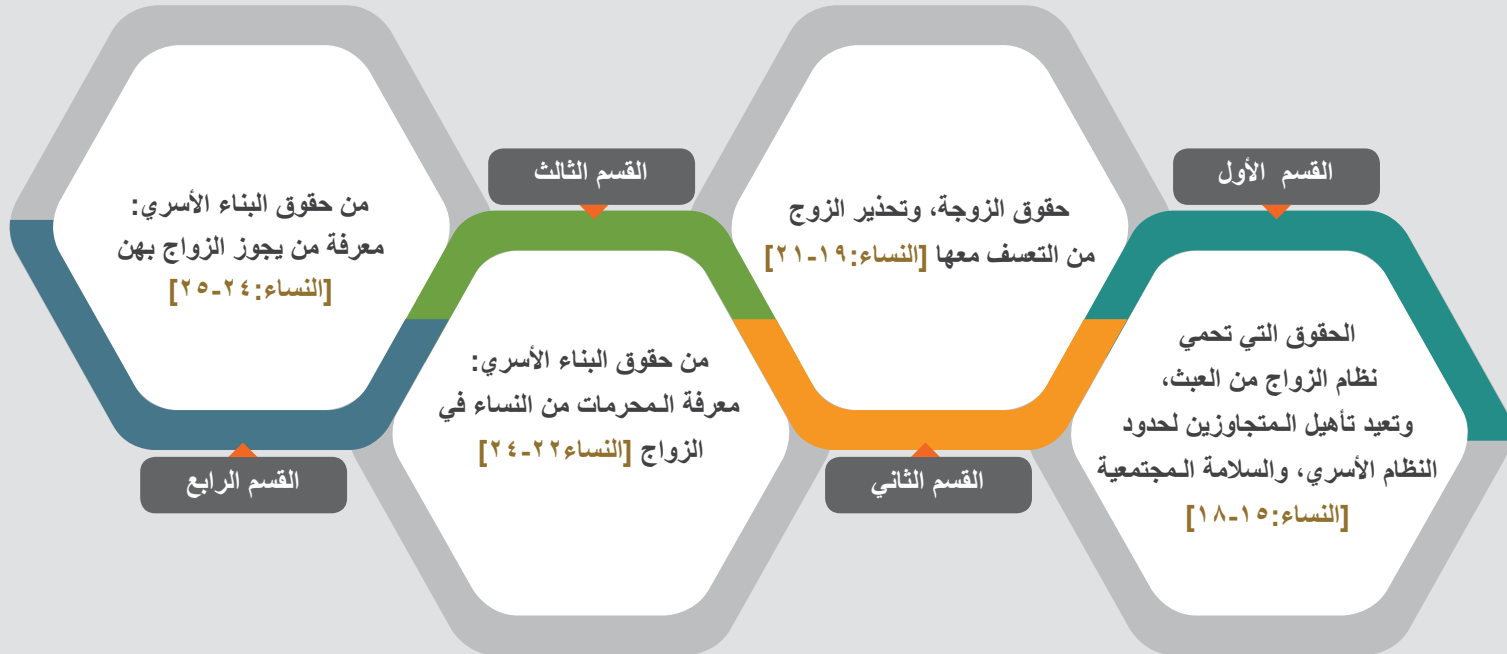 القسم الأول
الحقوق التي تحمي
نظام الزواج من العبث،
وتعيد تأهيل الـمتجاوزين لحدود
النظام الأسري، والسلامة الـمجتمعية
[النساء:١٥-١٨]
حقوق الزوجة، وتحذير الزوج
من التعسف معها [النساء:١٩-٢١]
القسم الثاني
القسم الثالث
من حقوق البناء الأسري:
معرفة الـمحرمات من النساء في
الزواج [النساء٢٢-٢٤]
من حقوق البناء الأسري:
معرفة من يجوز الزواج بهن
[النساء:٢٤-٢٥]
القسم الرابع